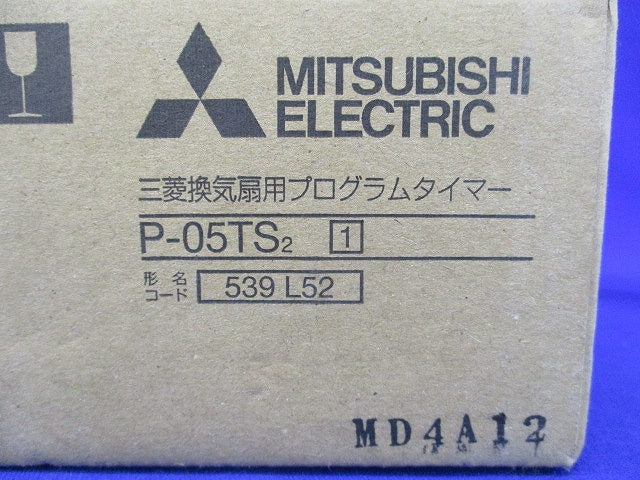 MITSUBISHI
ELECTRIC
三菱換気扇用プログラムタイマー
P-05TS2 1
形名
コード 539 L52
MD4A12